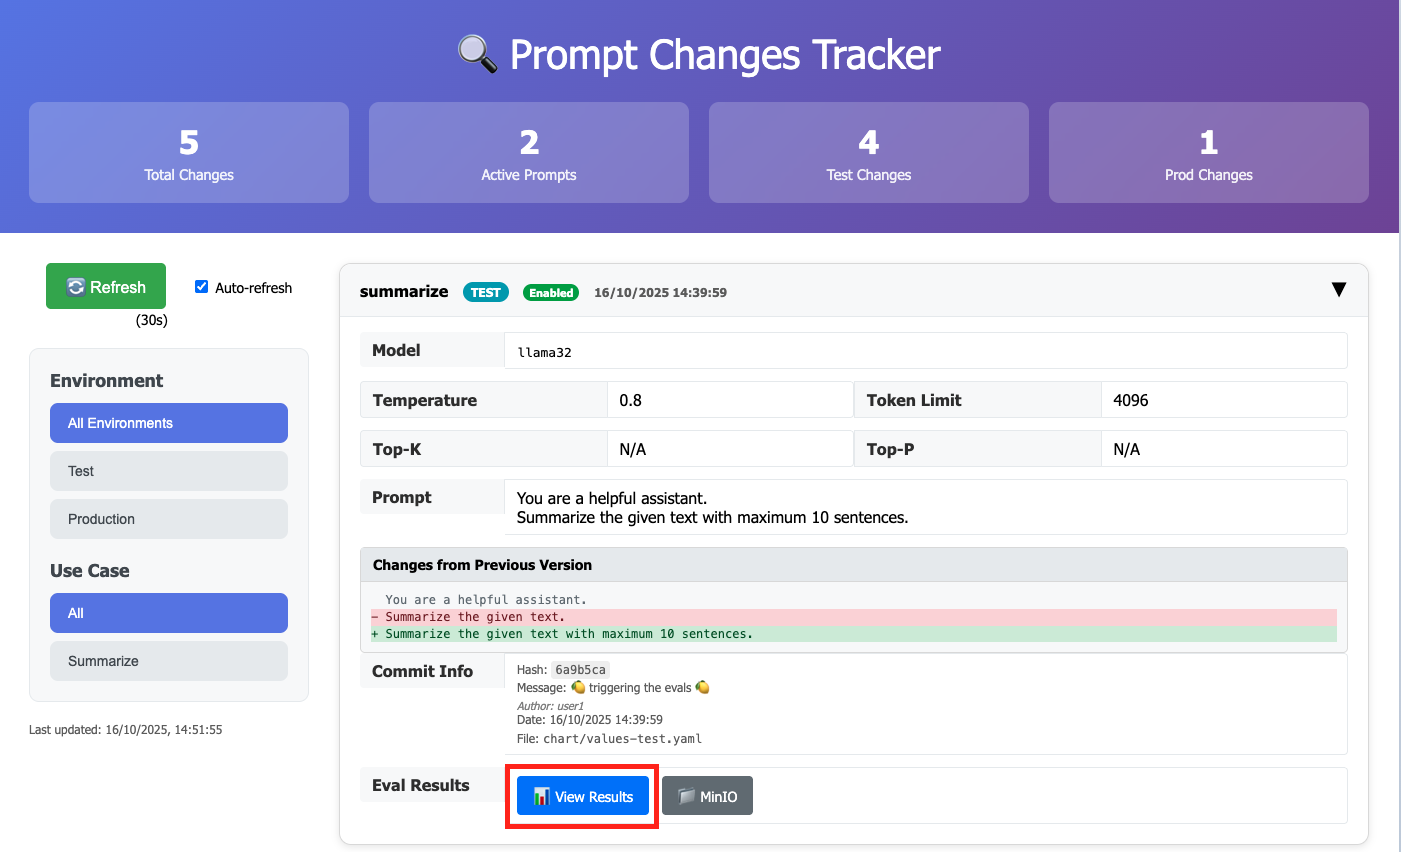 Prompt Changes Tracker
5
Total Changes
2
Active Prompts
4
Test Changes
1
Prod Changes
Refresh
Auto-refresh
(30s)
Environment
All Environments
Test
Production
Use Case
All
Summarize
Last updated: 16/10/2025, 14:51:55
summarize TEST Enabled 16/10/2025 14:39:59
Model llama32
Temperature 0.8 Token Limit 4096
Top-K N/A Top-P N/A
Prompt You are a helpful assistant.
Summarize the given text with maximum 10 sentences.
Changes from Previous Version
You are a helpful assistant.
- Summarize the given text.
+ Summarize the given text with maximum 10 sentences.
Commit Info Hash: 6a9b5ca
Message: 🍋 triggering the evals 🍋
Author: user1
Date: 16/10/2025 14:39:59
File: chart/values-test.yaml
Eval Results View Results MinIO